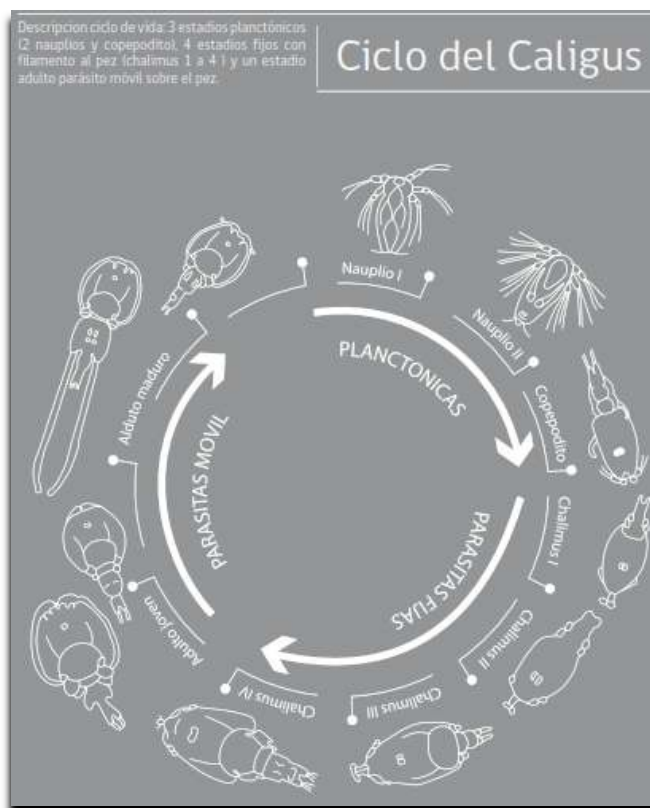 Descripcion ciclo de vida: 3 estadios planctónicos
(2 nauplios y copepodito), 4 estadios fijos con
filamento al pez (chalimus 1 a 4 ) y un estadio
adulto parásito móvil sobre el pez.
Ciclo del Caligus
Nauplio I
Nauplio II
Copepodito
Chalimus I
Chalimus II
Chalimus III
Chalimus IV
Adulto joven
Alduto maduro
PLANCTONICAS
PARASITAS FIJAS
PARASITAS MOVIL